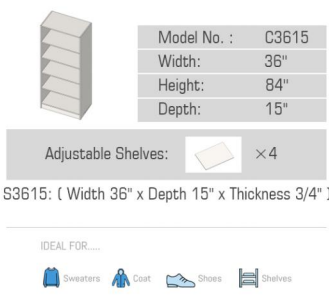 Model No. : C3615
Width: 36"
Height: 84"
Depth: 15"
Adjustable Shelves: ×4
S3615: ( Width 36" x Depth 15" x Thickness 3/4" )
IDEAL FOR.....
Sweaters Coat Shoes Shelves